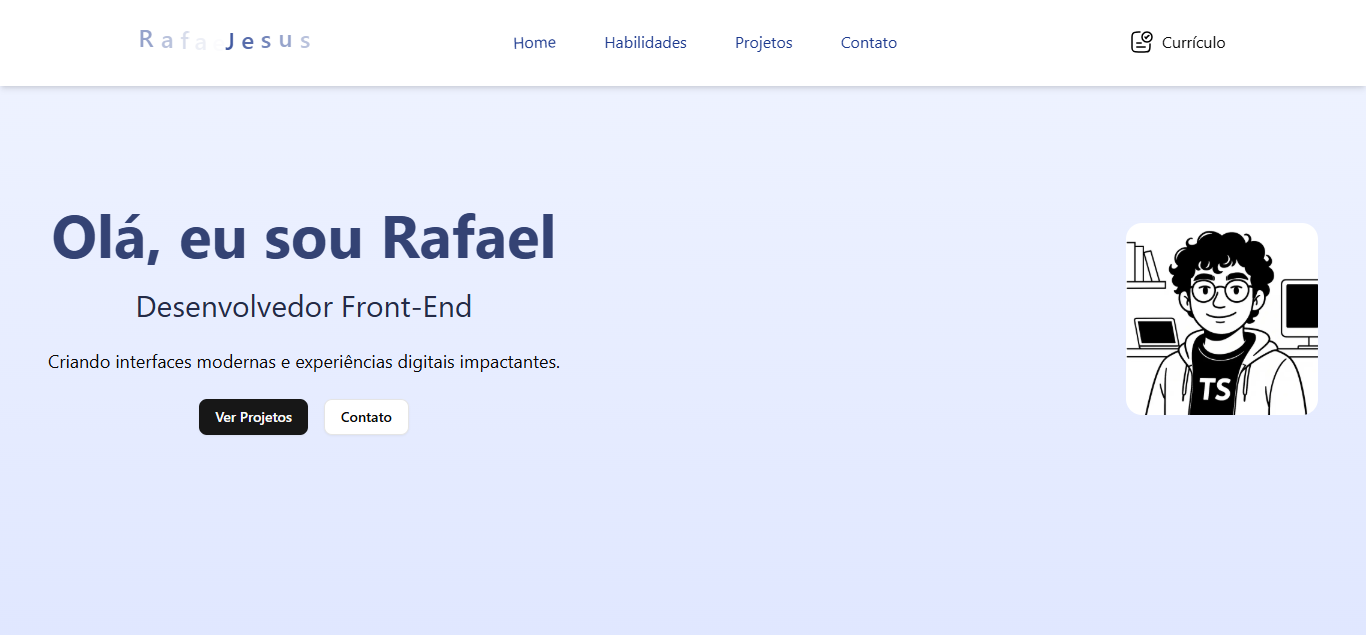 Rafae Jesus
Home
Habilidades
Projetos
Contato
Currículo
Olá, eu sou Rafael
Desenvolvedor Front-End
Criando interfaces modernas e experiências digitais impactantes.
Ver Projetos
Contato
TS